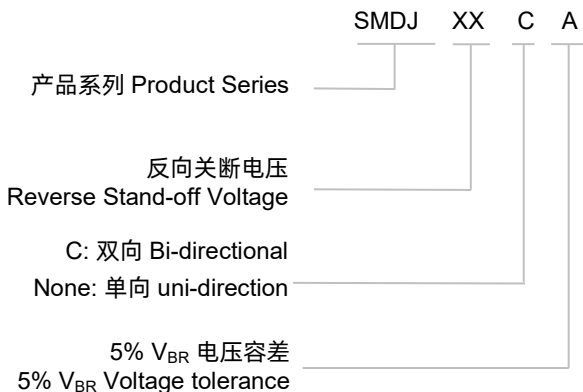 SMDJ XX C A
产品系列 Product Series
反向关断电压
Reverse Stand-off Voltage
C: 双向 Bi-directional
None: 单向 uni-direction
5% VBR 电压容差
5% VBR Voltage tolerance